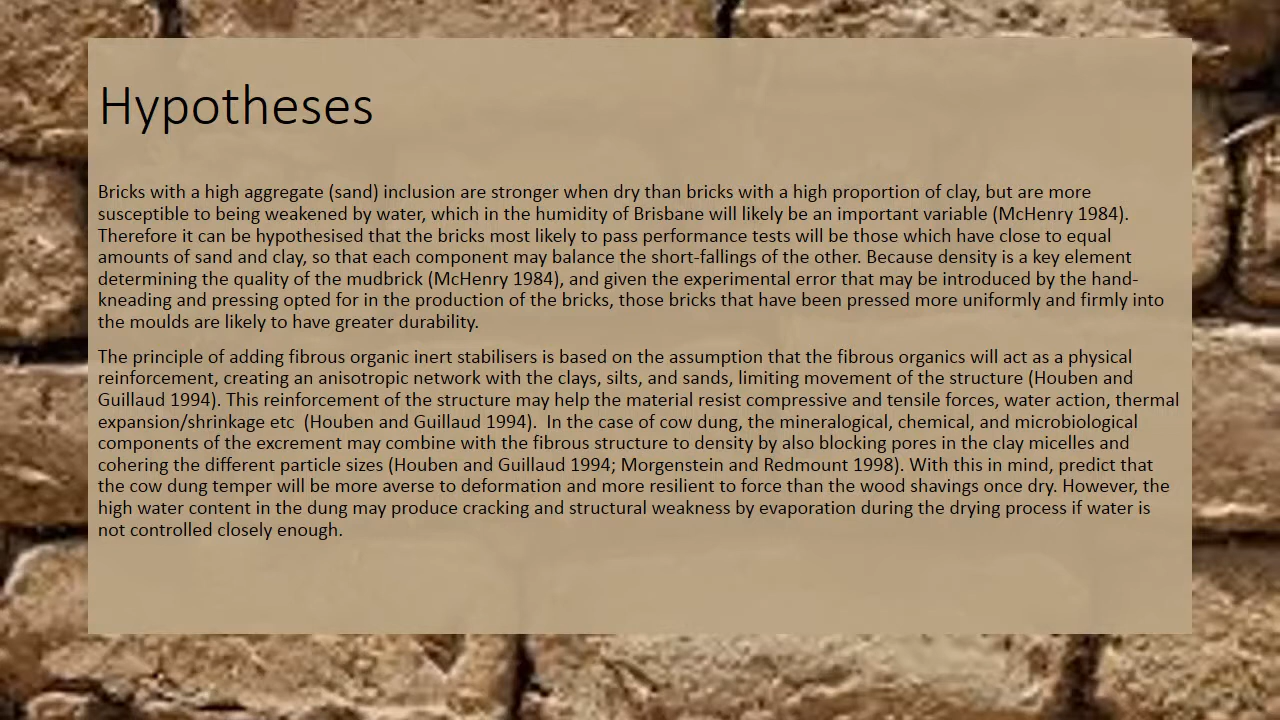 Hypotheses
Bricks with a high aggregate (sand) inclusion are stronger when dry than bricks with a high proportion of clay, but are more
susceptible to being weakened by water, which in the humidity of Brisbane will likely be an important variable (McHenry 1984).
Therefore it can be hypothesised that the bricks most likely to pass performance tests will be those which have close to equal
amounts of sand and clay, so that each component may balance the short-fallings of the other. Because density is a key element
determining the quality of the mudbrick (McHenry 1984), and given the experimental error that may be introduced by the hand-
kneading and pressing opted for in the production of the bricks, those bricks that have been pressed more uniformly and firmly into
the moulds are likely to have greater durability.
The principle of adding fibrous organic inert stabilisers is based on the assumption that the fibrous organics will act as a physical
reinforcement, creating an anisotropic network with the clays, silts, and sands, limiting movement of the structure (Houben and
Guillaud 1994). This reinforcement of the structure may help the material resist compressive and tensile forces, water action, thermal
expansion/shrinkage etc  (Houben and Guillaud 1994).  In the case of cow dung, the mineralogical, chemical, and microbiological
components of the excrement may combine with the fibrous structure to density by also blocking pores in the clay micelles and
cohering the different particle sizes (Houben and Guillaud 1994; Morgenstein and Redmount 1998). With this in mind, predict that
the cow dung temper will be more averse to deformation and more resilient to force than the wood shavings once dry. However, the
high water content in the dung may produce cracking and structural weakness by evaporation during the drying process if water is
not controlled closely enough.